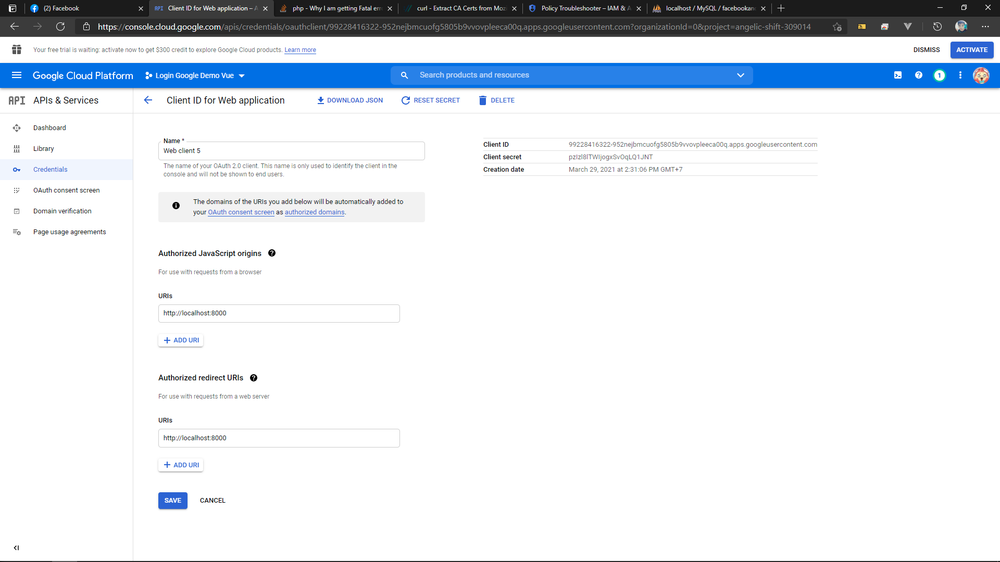 (2) Facebook
API Client ID for Web application – A
php - Why I am getting Fatal erro
curl - Extract CA Certs from Mozi
Policy Troubleshooter – IAM & A
localhost / MySQL / facebookand
https://console.cloud.google.com/apis/credentials/oauthclient/99228416322-952nejbmcuofg5805b9vvovpleeca00q.apps.googleusercontent.com?organizationId=0&project=angelic-shift-309014
Your free trial is waiting: activate now to get $300 credit to explore Google Cloud products. Learn more
DISMISS
ACTIVATE
Google Cloud Platform
Login Google Demo Vue
Search products and resources
1
API APIs & Services
Client ID for Web application
DOWNLOAD JSON
RESET SECRET
DELETE
Dashboard
Library
Credentials
OAuth consent screen
Domain verification
Page usage agreements
Name *
Web client 5
The name of your OAuth 2.0 client. This name is only used to identify the client in the
console and will not be shown to end users.
Client ID 99228416322-952nejbmcuofg5805b9vvovpleeca00q.apps.googleusercontent.com
Client secret pzIzl8lTWIjogxSvOqLQ1JNT
Creation date March 29, 2021 at 2:31:06 PM GMT+7
The domains of the URIs you add below will be automatically added to
your OAuth consent screen as authorized domains.
Authorized JavaScript origins
For use with requests from a browser
URIs
http://localhost:8000
ADD URI
Authorized redirect URIs
For use with requests from a web server
URIs
http://localhost:8000
ADD URI
SAVE
CANCEL